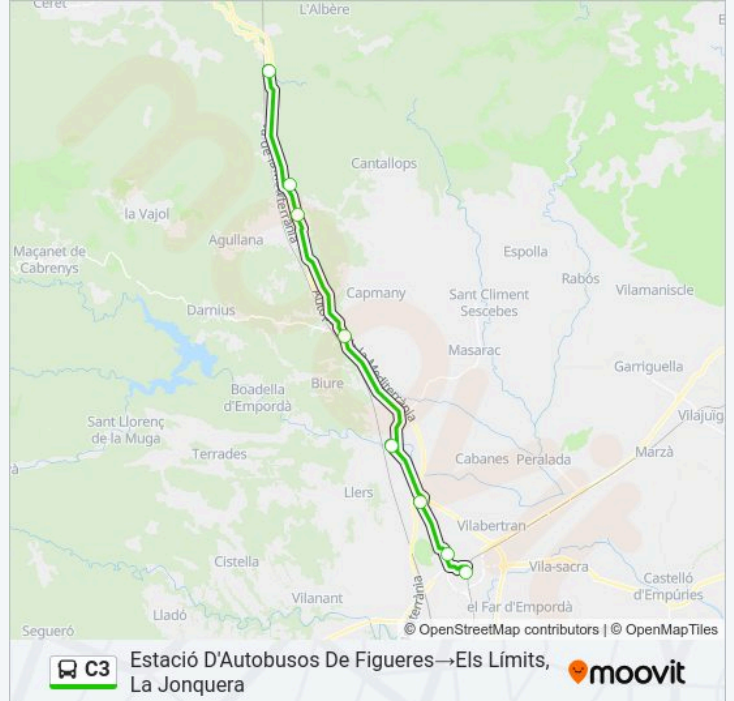 Ceret
L'Albère
Cantallops
la Vajol
Agullana
Maçanet de
Cabrenys
Espolla
Rabós
Vilamaniscle
Capmany
Sant Climent
Sescebes
Darnius
Masarac
la Mediterrània
Garriguella
Biure
Boadella
d'Empordà
Vilajuïg
Sant Llorenç
de la Muga
Terrades
Cabanes
Peralada
Marzà
Llers
Vilabertran
Cistella
Vila-sacra
Castelló
d'Empúries
Vilanant
el Far d'Empordà
Lladó
Segueró
© OpenStreetMap contributors | © OpenMapTiles
C3
Estació D'Autobusos De Figueres→Els Límits,
La Jonquera
moovit